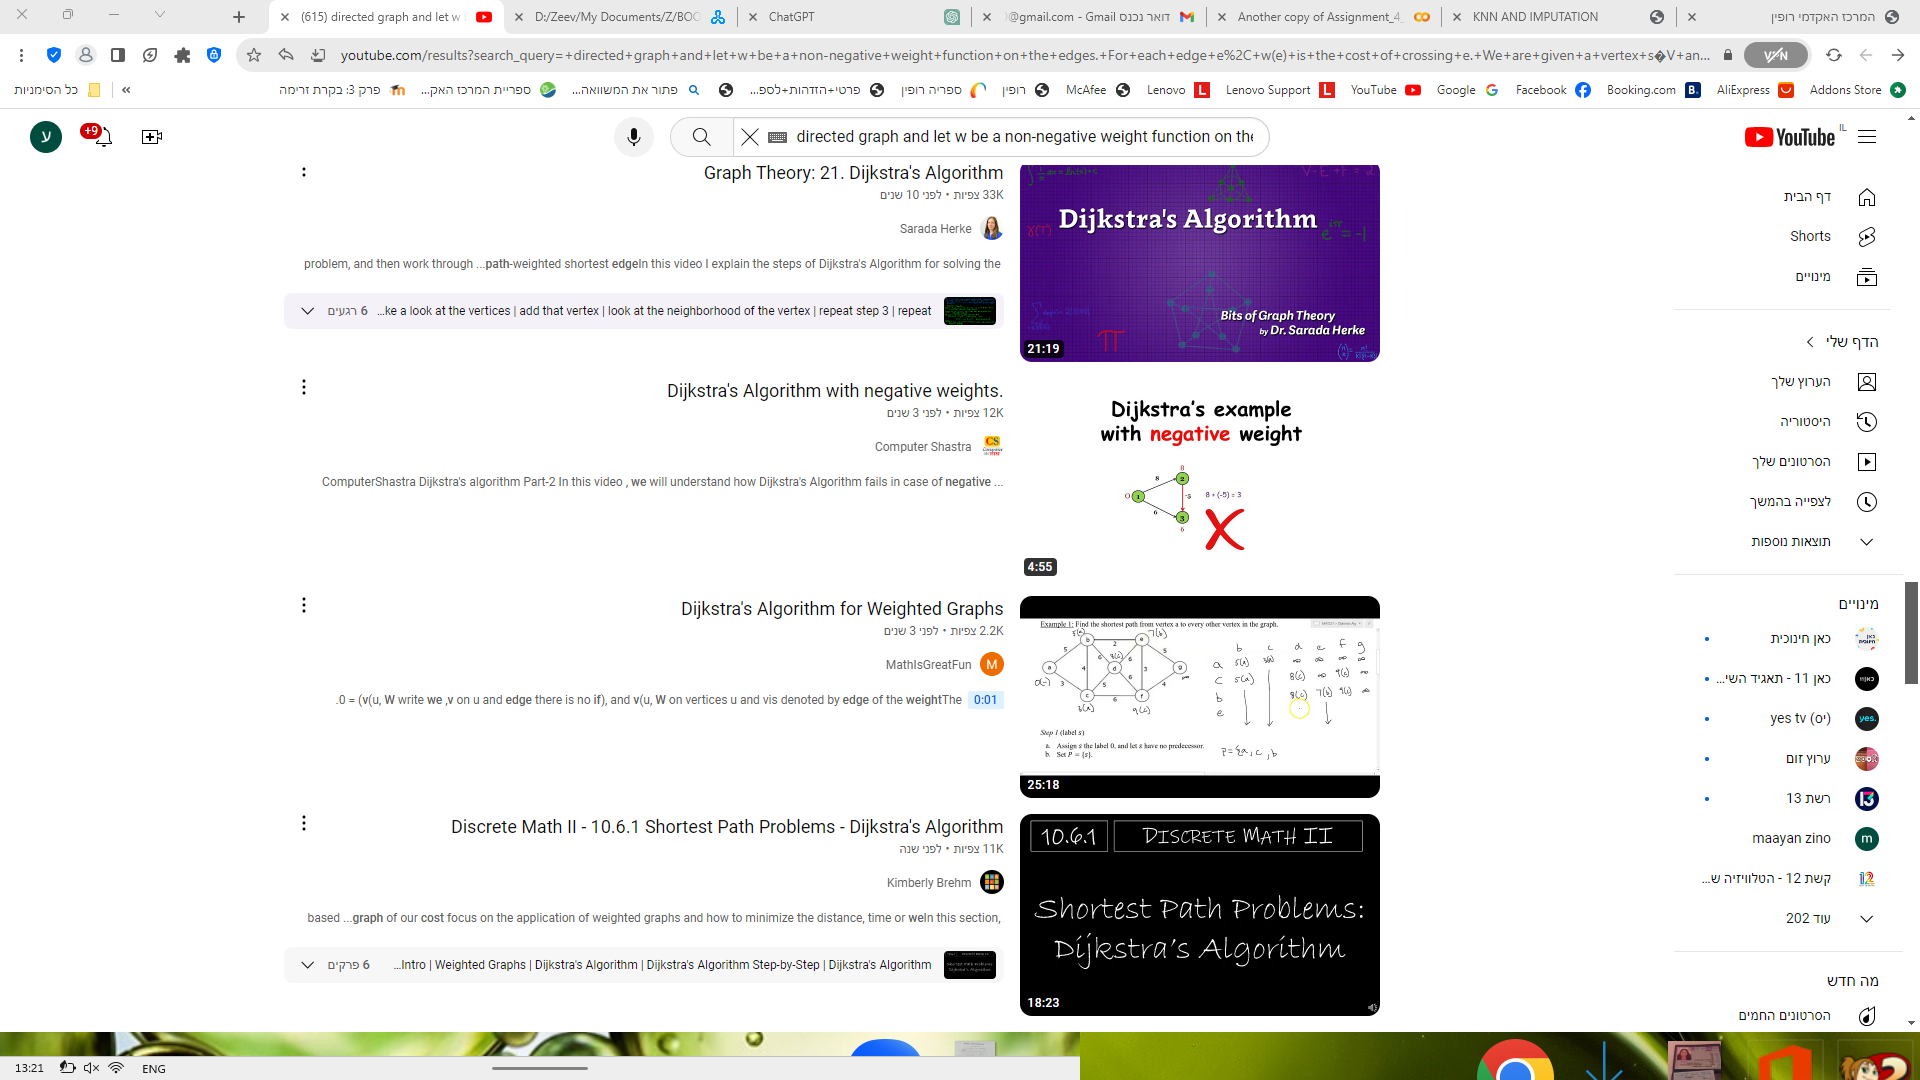 (615) directed graph and let w
D:/Zeev/My Documents/Z/BOO
ChatGPT
דואר נכנס - Gmail - @gmail.com
Another copy of Assignment_4_
KNN AND IMPUTATION
המרכז האקדמי רופין
youtube.com/results?search_query=+directed+graph+and+let+w+be+a+non-negative+weight+function+on+the+edges.+For+each+edge+e%2C+w(e)+is+the+cost+of+crossing+e.+We+are+given+a+vertex+s�V+an...
VPN
כל הסימניות
«
פרק 3: בקרת זרימה
ספריית המרכז האק...
פתור את המשוואה...
פרטי+הזדהות+לספ...
ספריה רופין
רופין
McAfee
Lenovo
Lenovo Support
YouTube
Google
Facebook
Booking.com
AliExpress
Addons Store
ע
9+
directed graph and let w be a non-negative weight function on the
YouTube IL
Graph Theory: 21. Dijkstra's Algorithm
33K צפיות • לפני 10 שנים
Sarada Herke
problem, and then work through ...path-weighted shortest edgeIn this video I explain the steps of Dijkstra's Algorithm for solving the
6 רגעים
...ke a look at the vertices | add that vertex | look at the neighborhood of the vertex | repeat step 3 | repeat
Dijkstra's Algorithm
Bits of Graph Theory
by Dr. Sarada Herke
21:19
Dijkstra's Algorithm with negative weights.
12K צפיות • לפני 3 שנים
Computer Shastra
ComputerShastra Dijkstra's algorithm Part-2 In this video , we will understand how Dijkstra's Algorithm fails in case of negative ...
Dijkstra's example
with negative weight
0
1
8
8
2
-5
6
3
6
8 + (-5) = 3
4:55
Dijkstra's Algorithm for Weighted Graphs
2.2K צפיות • לפני 3 שנים
MathIsGreatFun
M
.0 = (v(u, W write we ,v on u and edge there is no if), and v(u, W on vertices u and vis denoted by edge of the weightThe
0:01
Example 1: Find the shortest path from vertex a to every other vertex in the graph.
Step 1 (label s)
a. Assign s the label 0, and let s have no predecessor.
b. Set P = {s}.
P={a, c, b
25:18
Discrete Math II - 10.6.1 Shortest Path Problems - Dijkstra's Algorithm
11K צפיות • לפני שנה
Kimberly Brehm
based ...graph of our cost focus on the application of weighted graphs and how to minimize the distance, time or weIn this section,
6 פרקים
...Intro | Weighted Graphs | Dijkstra's Algorithm | Dijkstra's Algorithm Step-by-Step | Dijkstra's Algorithm
10.6.1
DISCRETE MATH II
Shortest Path Problems:
Dijkstra's Algorithm
18:23
דף הבית
Shorts
מינויים
הדף שלי
הערוץ שלך
היסטוריה
הסרטונים שלך
לצפייה בהמשך
תוצאות נוספות
מינויים
כאן חינוכית
כאן 11 - תאגיד השי...
yes tv (יס)
ערוץ זום
רשת 13
maayan zino
קשת 12 - הטלוויזיה ש...
עוד 202
מה חדש
הסרטונים החמים
13:21
ENG